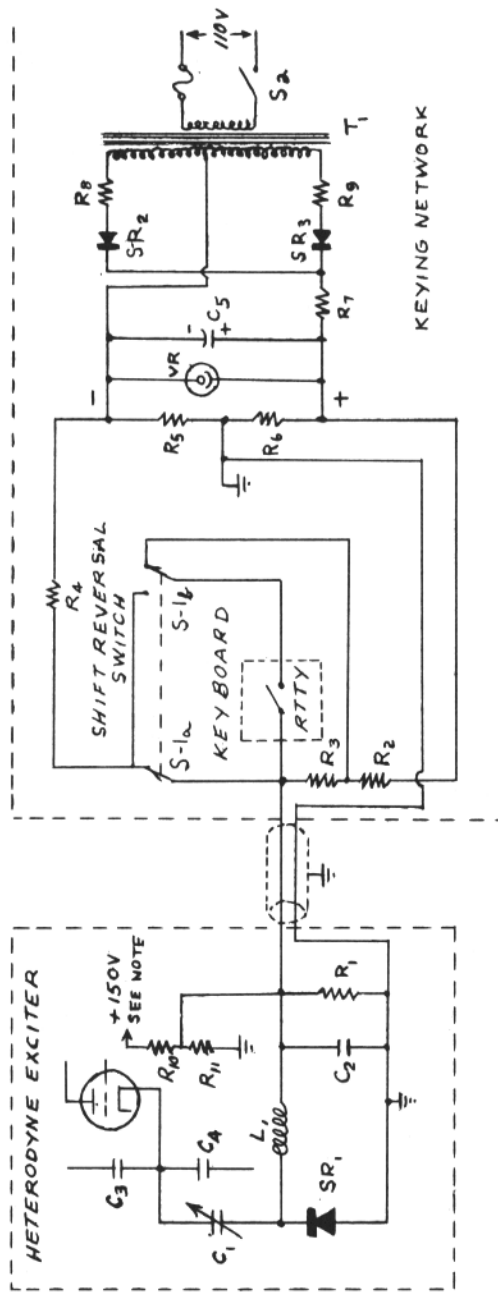 HETERODYNE EXCITER
+150V
SEE NOTE
C3
C4
C1
R10
R11
L1
SR1
C2
R1
SHIFT REVERSAL
SWITCH
R4
S-1a
S-1b
KEYBOARD
RTTY
R3
R2
-
+
R5
R6
VR
-
+
C5
R7
R8
SR2
SR3
R9
T1
S2
110V
KEYING NETWORK